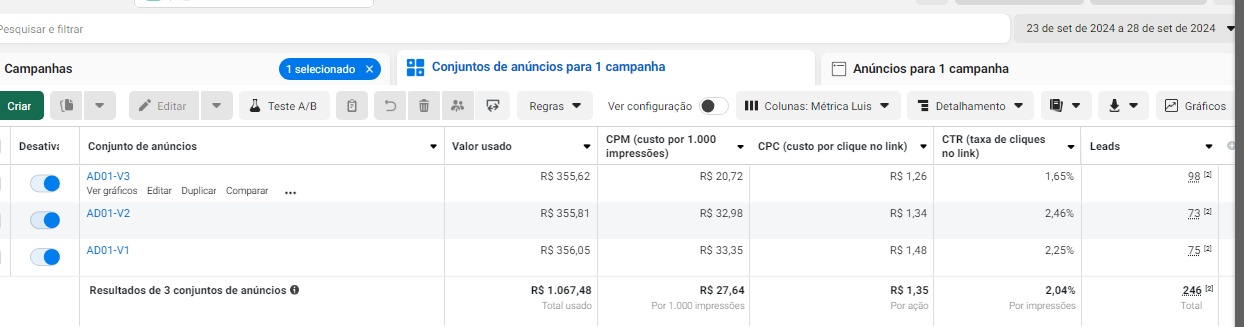 Pesquisar e filtrar
23 de set de 2024 a 28 de set de 2024
Campanhas
1 selecionado ×
Conjuntos de anúncios para 1 campanha
Anúncios para 1 campanha
Criar
Editar
Teste A/B
Regras
Ver configuração
Colunas: Métrica Luis
Detalhamento
Gráficos
Desativa
Conjunto de anúncios
Valor usado
CPM (custo por 1.000
impressões)
CPC (custo por clique no link)
CTR (taxa de cliques
no link)
Leads
AD01-V3 R$ 355,62 R$ 20,72 R$ 1,26 1,65% 98 [2]
Ver gráficos Editar Duplicar Comparar ...
AD01-V2 R$ 355,81 R$ 32,98 R$ 1,34 2,46% 73 [2]
AD01-V1 R$ 356,05 R$ 33,35 R$ 1,48 2,25% 75 [2]
Resultados de 3 conjuntos de anúncios R$ 1.067,48 R$ 27,64 R$ 1,35 2,04% 246 [2]
Total usado Por 1.000 impressões Por ação Por impressões Total